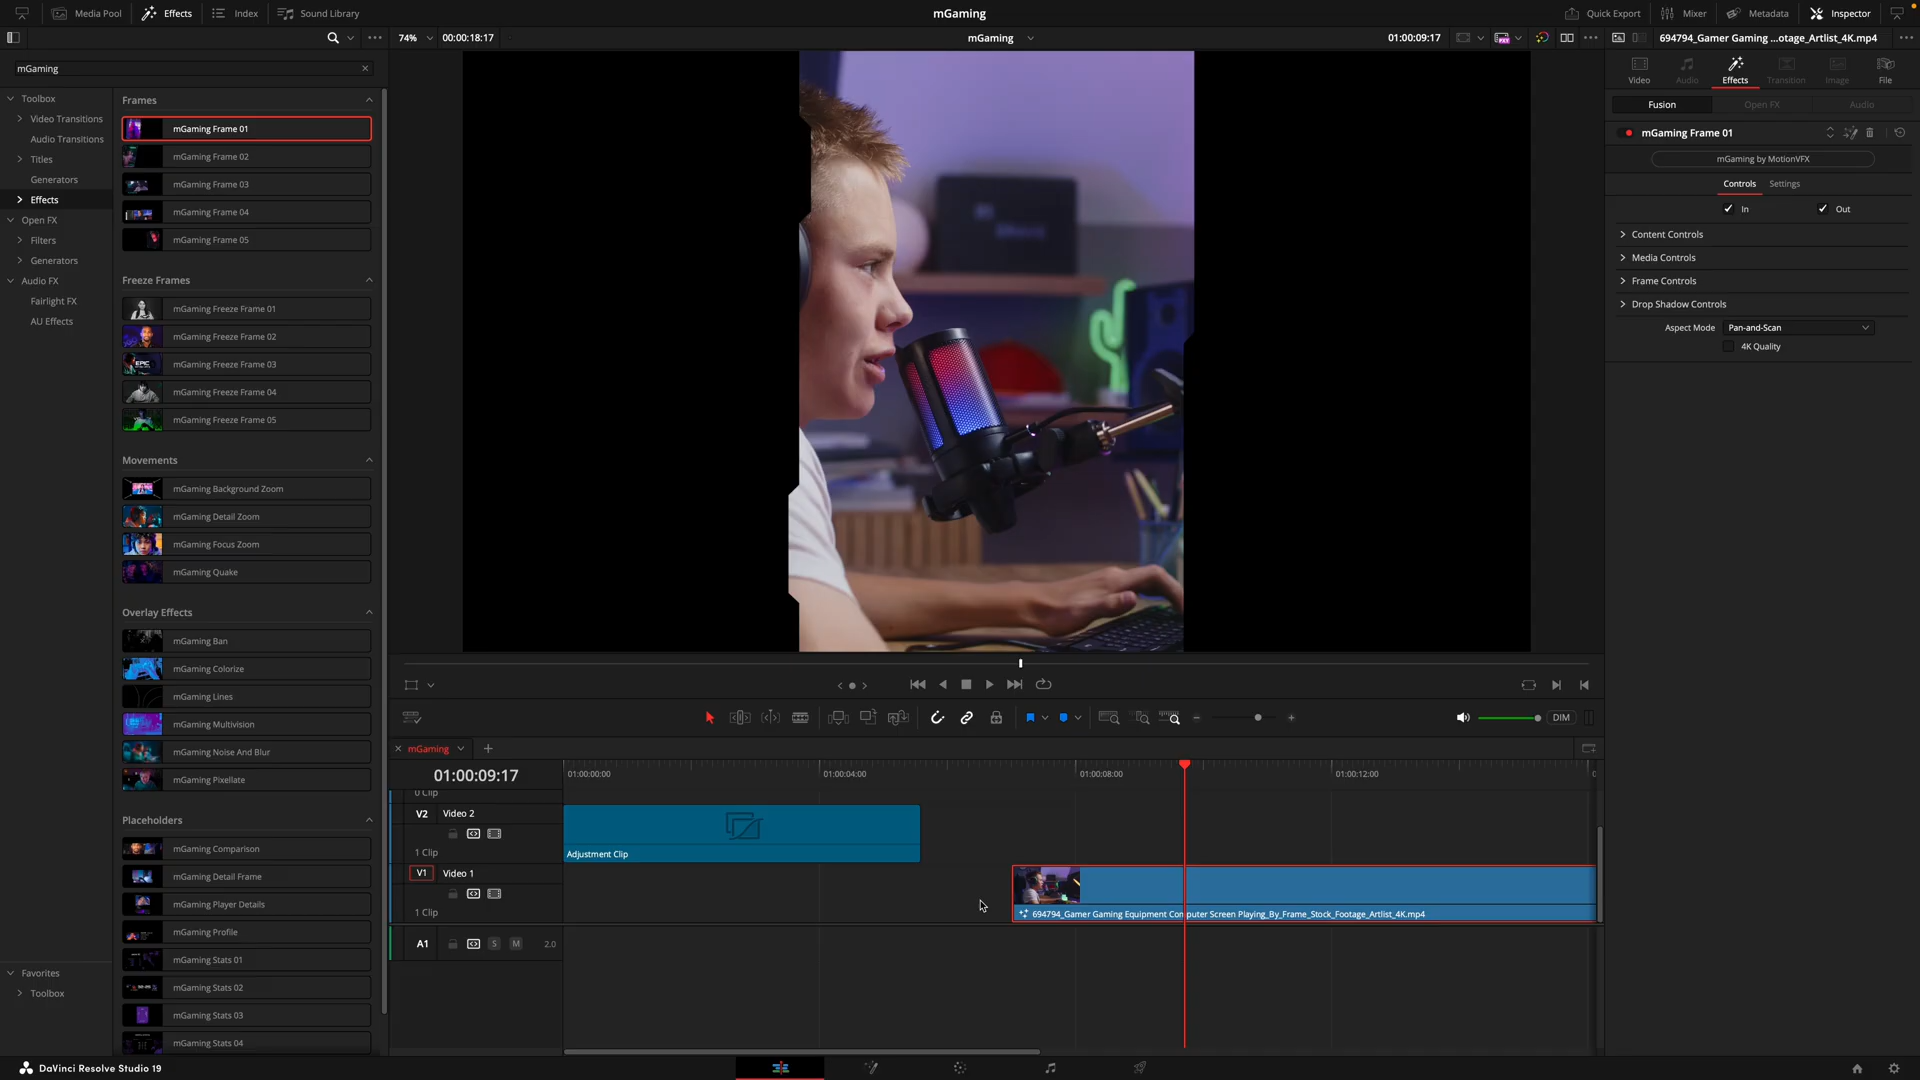 Media Pool
Effects
Index
Sound Library
mGaming
Quick Export
Mixer
Metadata
Inspector
74%
00:00:18:17
mGaming
01:00:09:17
694794_Gamer Gaming ...otage_Artlist_4K.mp4
mGaming
Video
Audio
Effects
Transition
Image
File
Fusion
Open FX
Audio
mGaming Frame 01
mGaming by MotionVFX
Controls
Settings
In
Out
Content Controls
Media Controls
Frame Controls
Drop Shadow Controls
Aspect Mode
Pan-and-Scan
4K Quality
Toolbox
Video Transitions
Audio Transitions
Titles
Generators
Effects
Open FX
Filters
Generators
Audio FX
Fairlight FX
AU Effects
Favorites
Toolbox
Frames
mGaming Frame 01
mGaming Frame 02
mGaming Frame 03
mGaming Frame 04
mGaming Frame 05
Freeze Frames
mGaming Freeze Frame 01
mGaming Freeze Frame 02
mGaming Freeze Frame 03
mGaming Freeze Frame 04
mGaming Freeze Frame 05
Movements
mGaming Background Zoom
mGaming Detail Zoom
mGaming Focus Zoom
mGaming Quake
Overlay Effects
mGaming Ban
mGaming Colorize
mGaming Lines
mGaming Multivision
mGaming Noise And Blur
mGaming Pixellate
Placeholders
mGaming Comparison
mGaming Detail Frame
mGaming Player Details
mGaming Profile
mGaming Stats 01
mGaming Stats 02
mGaming Stats 03
mGaming Stats 04
DIM
mGaming
01:00:09:17
01:00:00:00
01:00:04:00
01:00:08:00
01:00:12:00
0 Clip
V2
Video 2
1 Clip
Adjustment Clip
V1
Video 1
1 Clip
694794_Gamer Gaming Equipment Computer Screen Playing_By_Frame_Stock_Footage_Artlist_4K.mp4
A1
S
M
2.0
DaVinci Resolve Studio 19